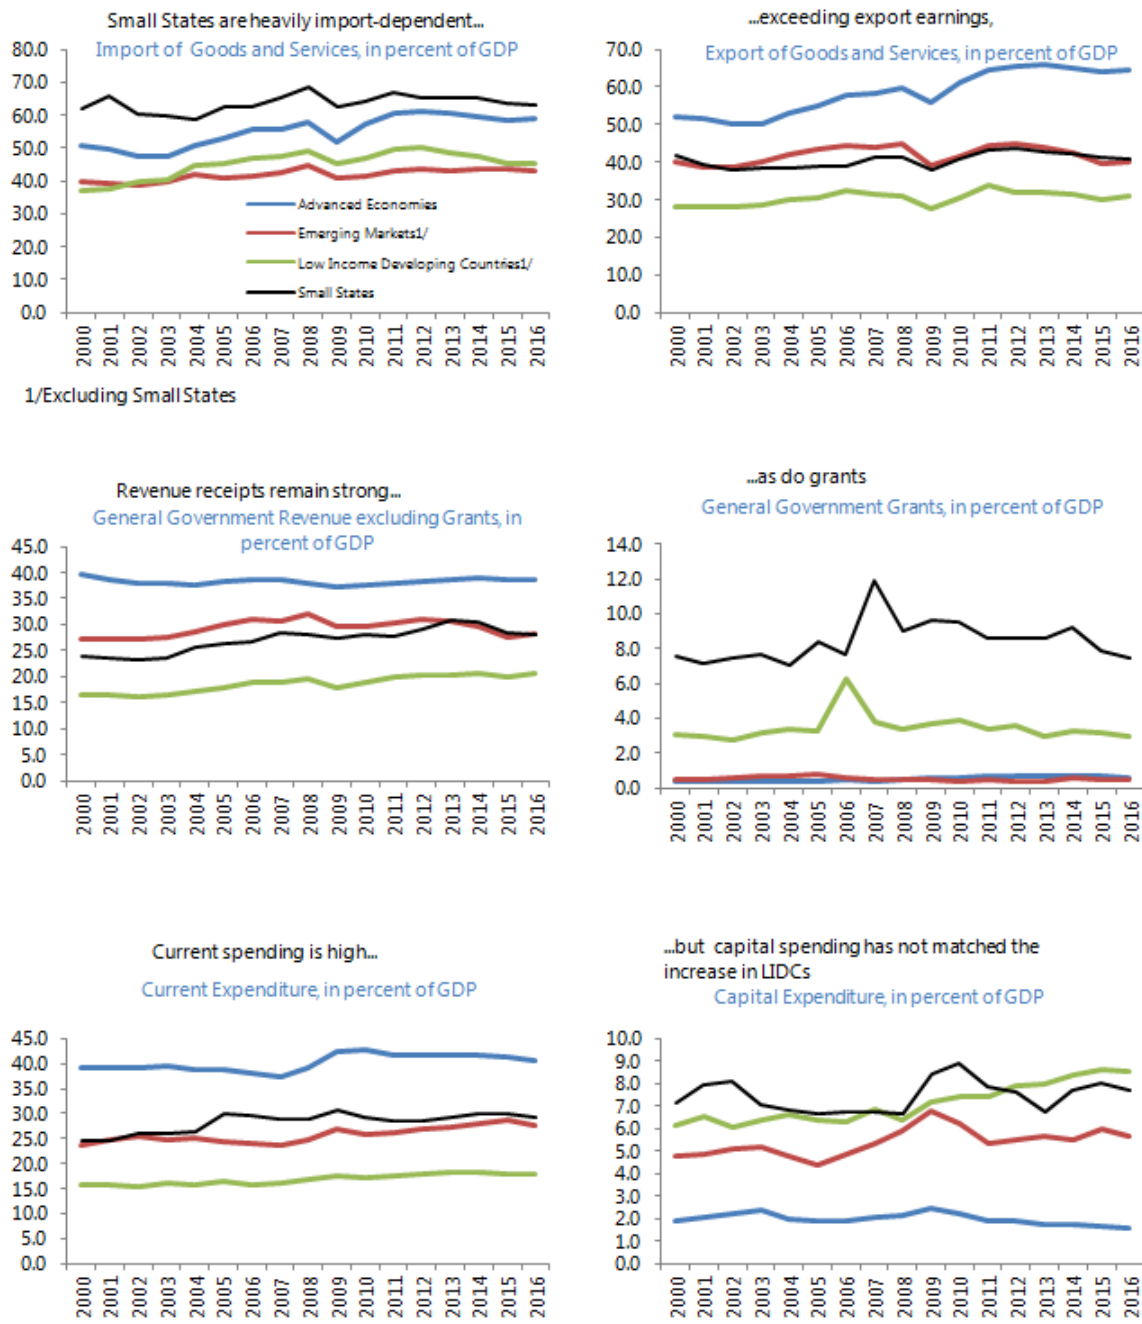 Small States are heavily import-dependent...
Import of Goods and Services, in percent of GDP
80.0
70.0
60.0
50.0
40.0
30.0
20.0
10.0
0.0
Advanced Economies
Emerging Markets1/
Low Income Developing Countries1/
Small States
2000 2001 2002 2003 2004 2005 2006 2007 2008 2009 2010 2011 2012 2013 2014 2015 2016
1/Excluding Small States
...exceeding export earnings,
Export of Goods and Services, in percent of GDP
70.0
60.0
50.0
40.0
30.0
20.0
10.0
0.0
2000 2001 2002 2003 2004 2005 2006 2007 2008 2009 2010 2011 2012 2013 2014 2015 2016
Revenue receipts remain strong...
General Government Revenue excluding Grants, in
percent of GDP
45.0
40.0
35.0
30.0
25.0
20.0
15.0
10.0
5.0
0.0
2000 2001 2002 2003 2004 2005 2006 2007 2008 2009 2010 2011 2012 2013 2014 2015 2016
...as do grants
General Government Grants, in percent of GDP
14.0
12.0
10.0
8.0
6.0
4.0
2.0
0.0
2000 2001 2002 2003 2004 2005 2006 2007 2008 2009 2010 2011 2012 2013 2014 2015 2016
Current spending is high...
Current Expenditure, in percent of GDP
45.0
40.0
35.0
30.0
25.0
20.0
15.0
10.0
5.0
0.0
2000 2001 2002 2003 2004 2005 2006 2007 2008 2009 2010 2011 2012 2013 2014 2015 2016
...but capital spending has not matched the
increase in LIDCs
Capital Expenditure, in percent of GDP
10.0
9.0
8.0
7.0
6.0
5.0
4.0
3.0
2.0
1.0
0.0
2000 2001 2002 2003 2004 2005 2006 2007 2008 2009 2010 2011 2012 2013 2014 2015 2016